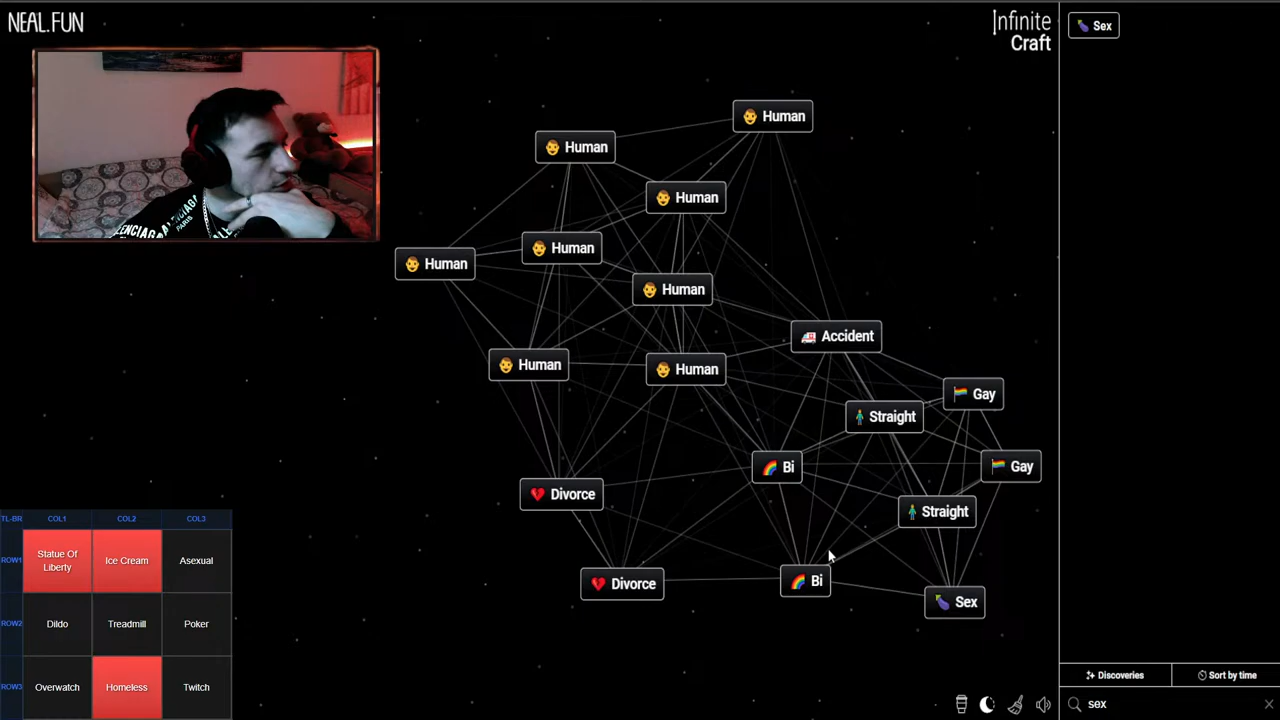 NEAL.FUN
Infinite
Craft
Sex
Human
Human
Human
Human
Human
Human
Human
Human
Accident
Gay
Straight
Bi
Gay
Divorce
Straight
Divorce
Bi
Sex
TL-BR COL1 COL2 COL3
ROW1 Statue Of Liberty Ice Cream Asexual
ROW2 Dildo Treadmill Poker
ROW3 Overwatch Homeless Twitch
Discoveries Sort by time
sex
BALENCIAGA
PARIS